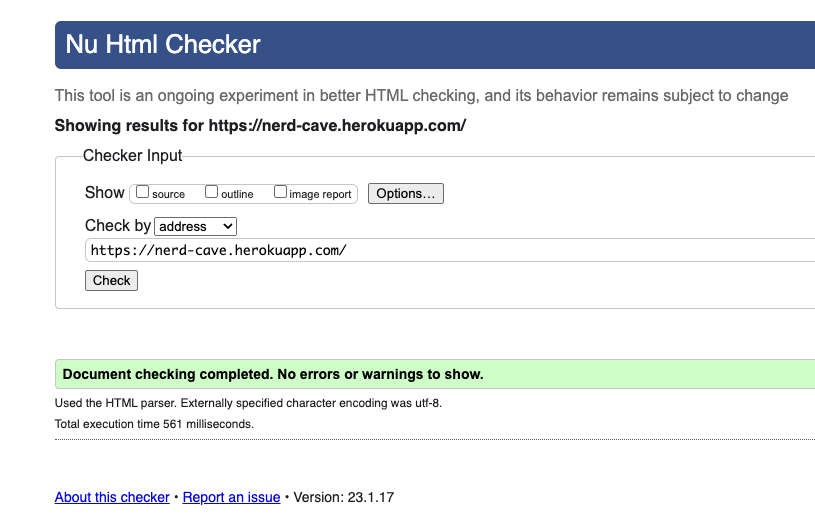 Nu Html Checker
This tool is an ongoing experiment in better HTML checking, and its behavior remains subject to change
Showing results for https://nerd-cave.herokuapp.com/
Checker Input
Show source outline image report Options...
Check by address
https://nerd-cave.herokuapp.com/
Check
Document checking completed. No errors or warnings to show.
Used the HTML parser. Externally specified character encoding was utf-8.
Total execution time 561 milliseconds.
About this checker • Report an issue • Version: 23.1.17